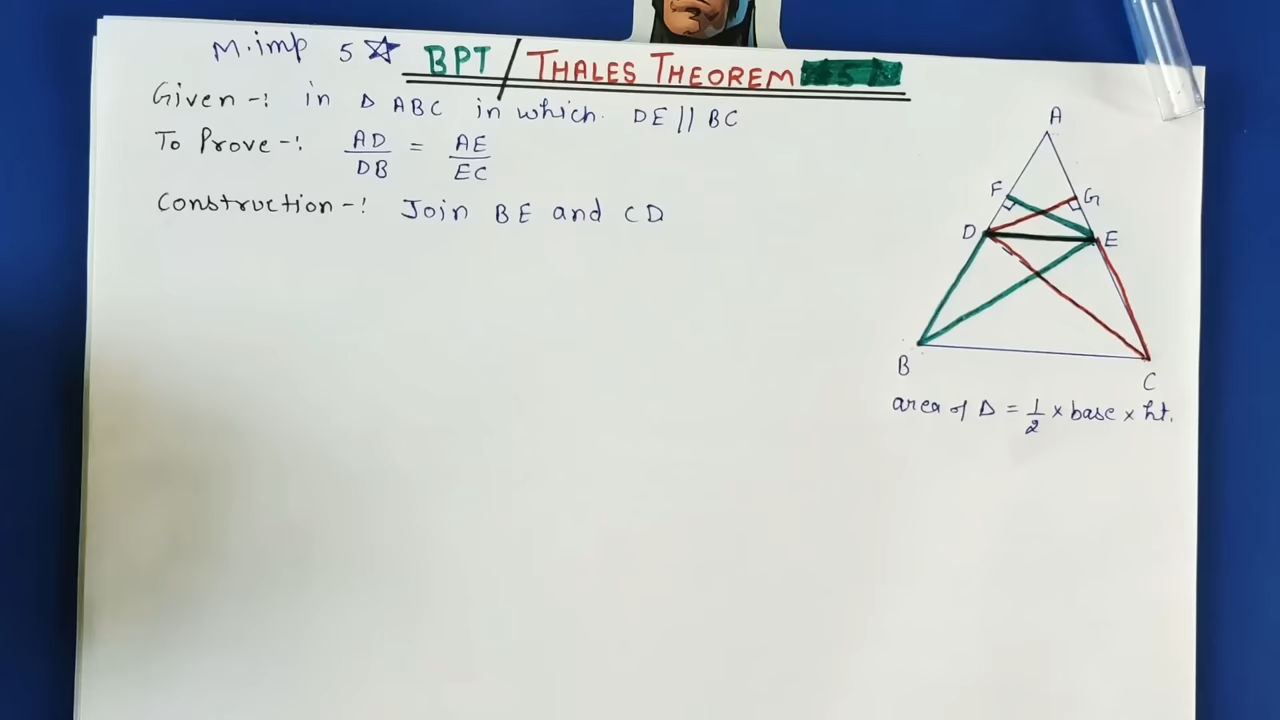 M.imp 5☆ BPT / THALES THEOREM
Given -: in Δ ABC in which. DE || BC
To Prove -: AD/DB = AE/EC
Construction -: Join BE and CD
A
F G
D E
B
C
area of Δ = 1/2 × base × ht.